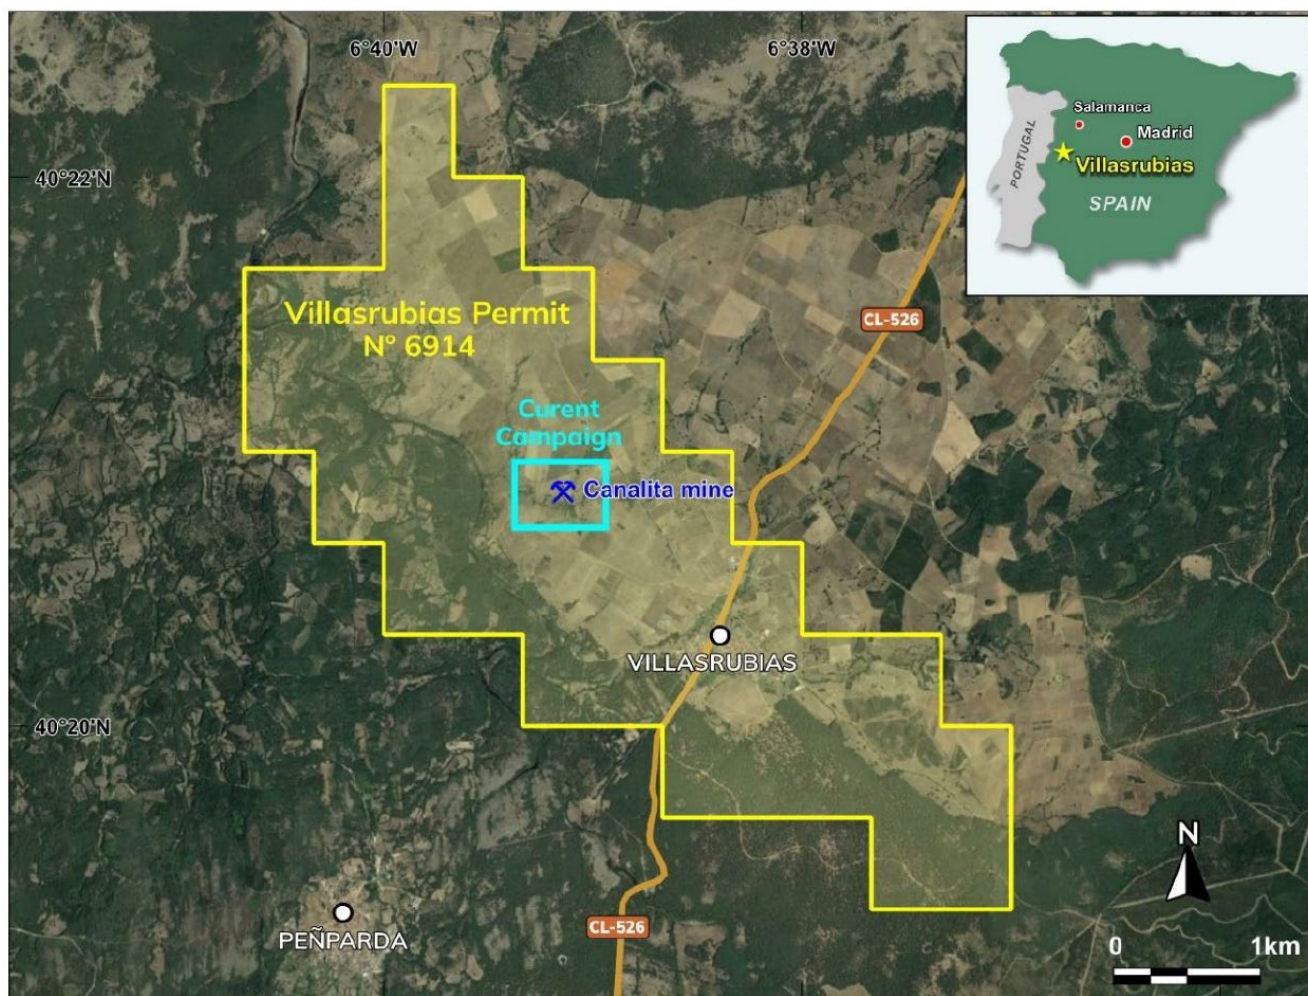 6°40'W
6°38'W
40°22'N
Salamanca
Madrid
PORTUGAL
Villasrubias
SPAIN
CL-526
Villasrubias Permit
Nº 6914
Curent
Campaign
Canalita mine
VILLASRUBIAS
40°20'N
PEÑPARDA
CL-526
N
0 1km